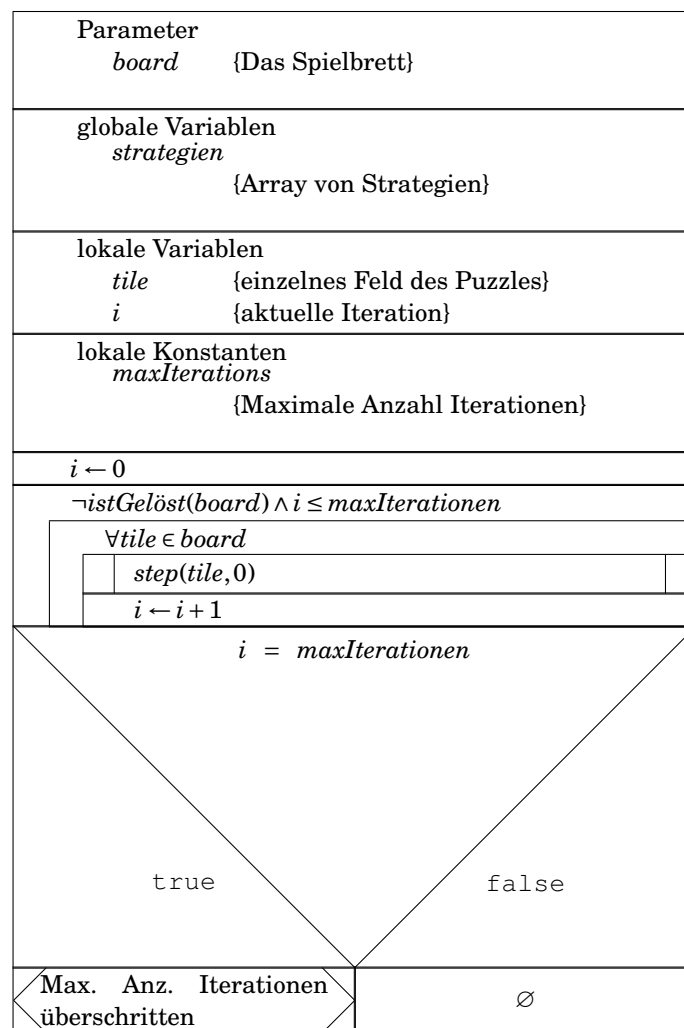 Parameter
board {Das Spielbrett}
globale Variablen
strategien
{Array von Strategien}
lokale Variablen
tile {einzelnes Feld des Puzzles}
i {aktuelle Iteration}
lokale Konstanten
maxIterations
{Maximale Anzahl Iterationen}
i ← 0
¬istGelöst(board) ∧ i ≤ maxIterationen
∀tile ∈ board
step(tile,0)
i ← i + 1
i = maxIterationen
true false
Max. Anz. Iterationen
überschritten
∅